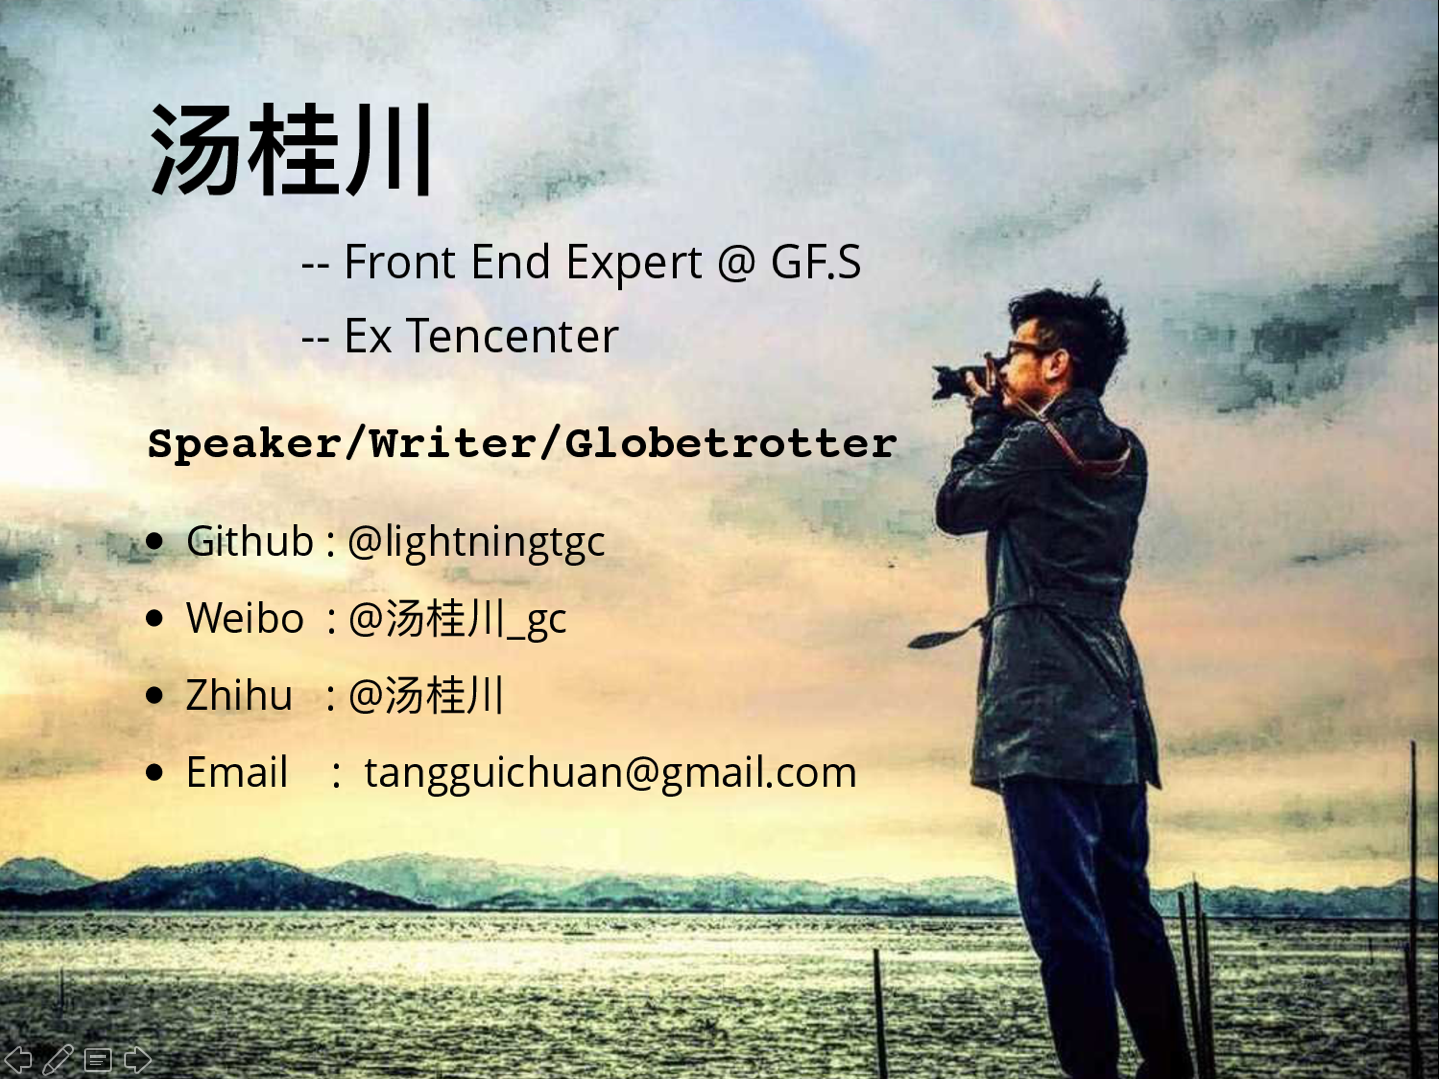 汤桂川
-- Front End Expert @ GF.S
-- Ex Tencenter
Speaker/Writer/Globetrotter
• Github : @lightningtgc
• Weibo : @汤桂川_gc
• Zhihu : @汤桂川
• Email : tangguichuan@gmail.com